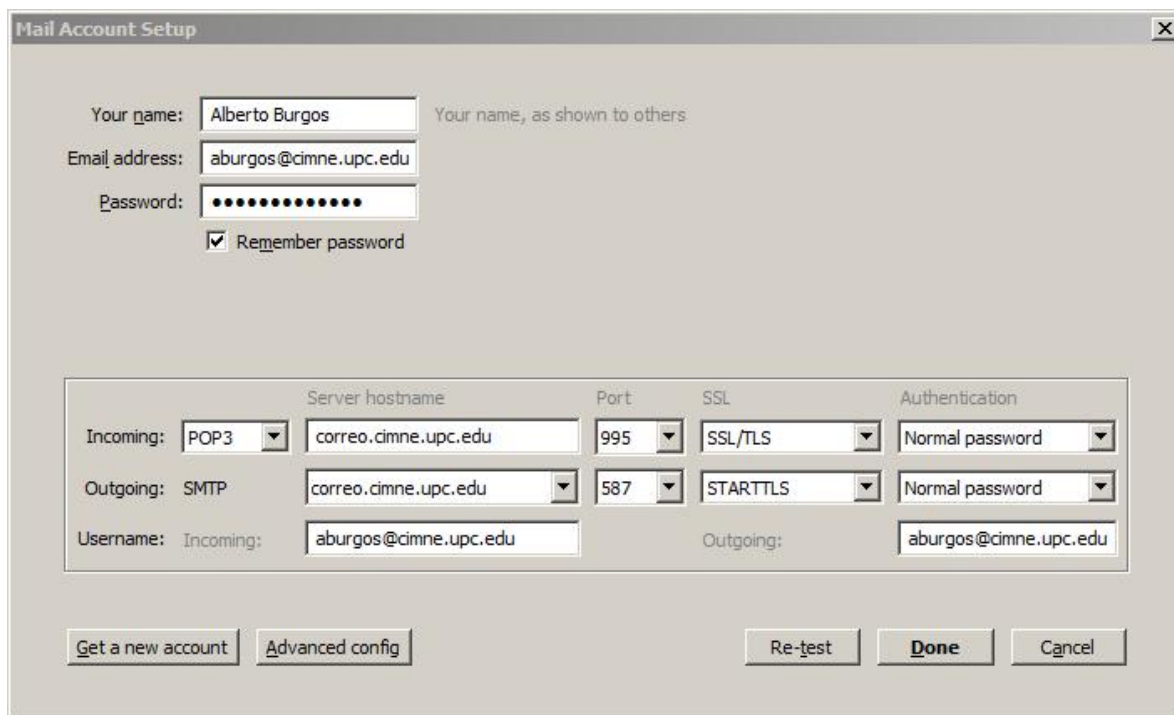 Mail Account Setup
Your name: Alberto Burgos Your name, as shown to others
Email address: aburgos@cimne.upc.edu
Password: •••••••••••••
Remember password
Server hostname Port SSL Authentication
Incoming: POP3 correo.cimne.upc.edu 995 SSL/TLS Normal password
Outgoing: SMTP correo.cimne.upc.edu 587 STARTTLS Normal password
Username: Incoming: aburgos@cimne.upc.edu Outgoing: aburgos@cimne.upc.edu
Get a new account Advanced config Re-test Done Cancel